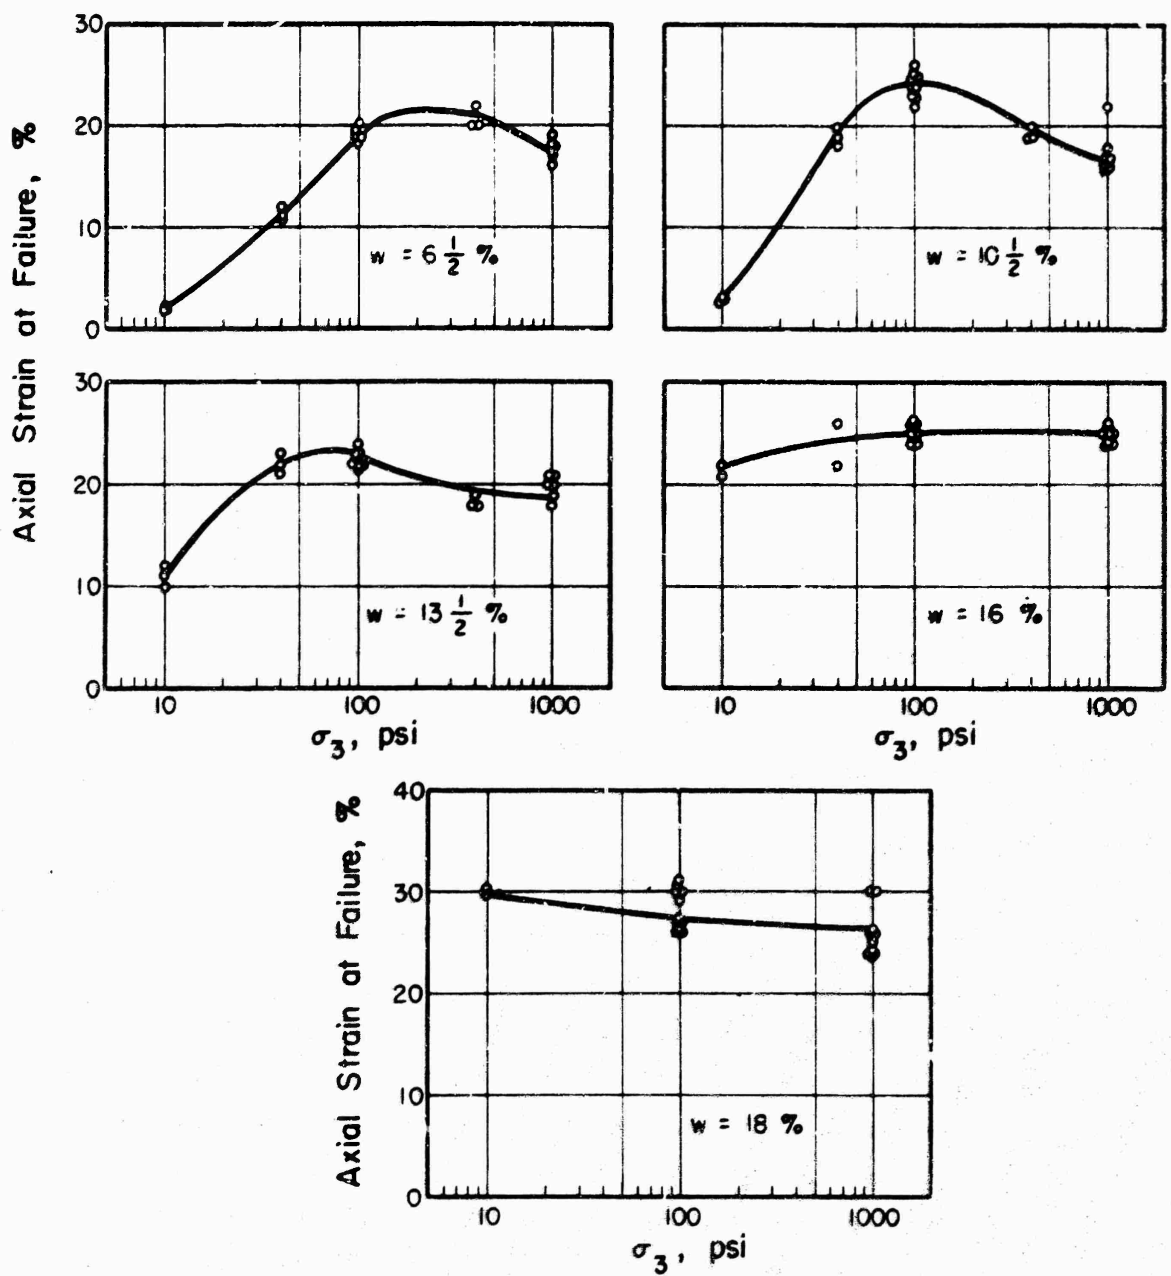 Axial Strain at Failure, %
30
20
10
0
w = 6 1/2 %
w = 10 1/2 %
30
20
10
0
w = 13 1/2 %
w = 16 %
10
100
1000
10
100
1000
σ3, psi
σ3, psi
Axial Strain at Failure, %
40
30
20
10
0
w = 18 %
10
100
1000
σ3, psi